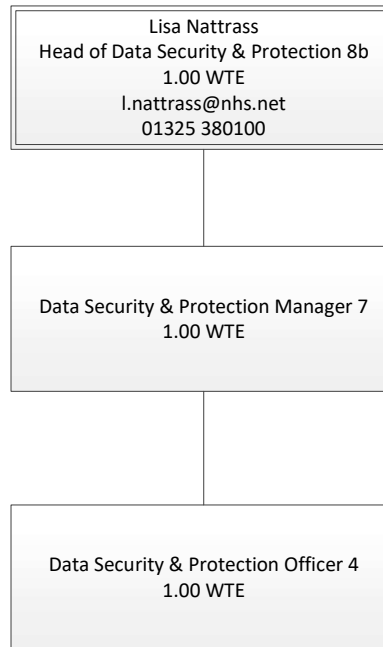 Lisa Nattrass
Head of Data Security & Protection 8b
1.00 WTE
l.nattrass@nhs.net
01325 380100
Data Security & Protection Manager 7
1.00 WTE
Data Security & Protection Officer 4
1.00 WTE